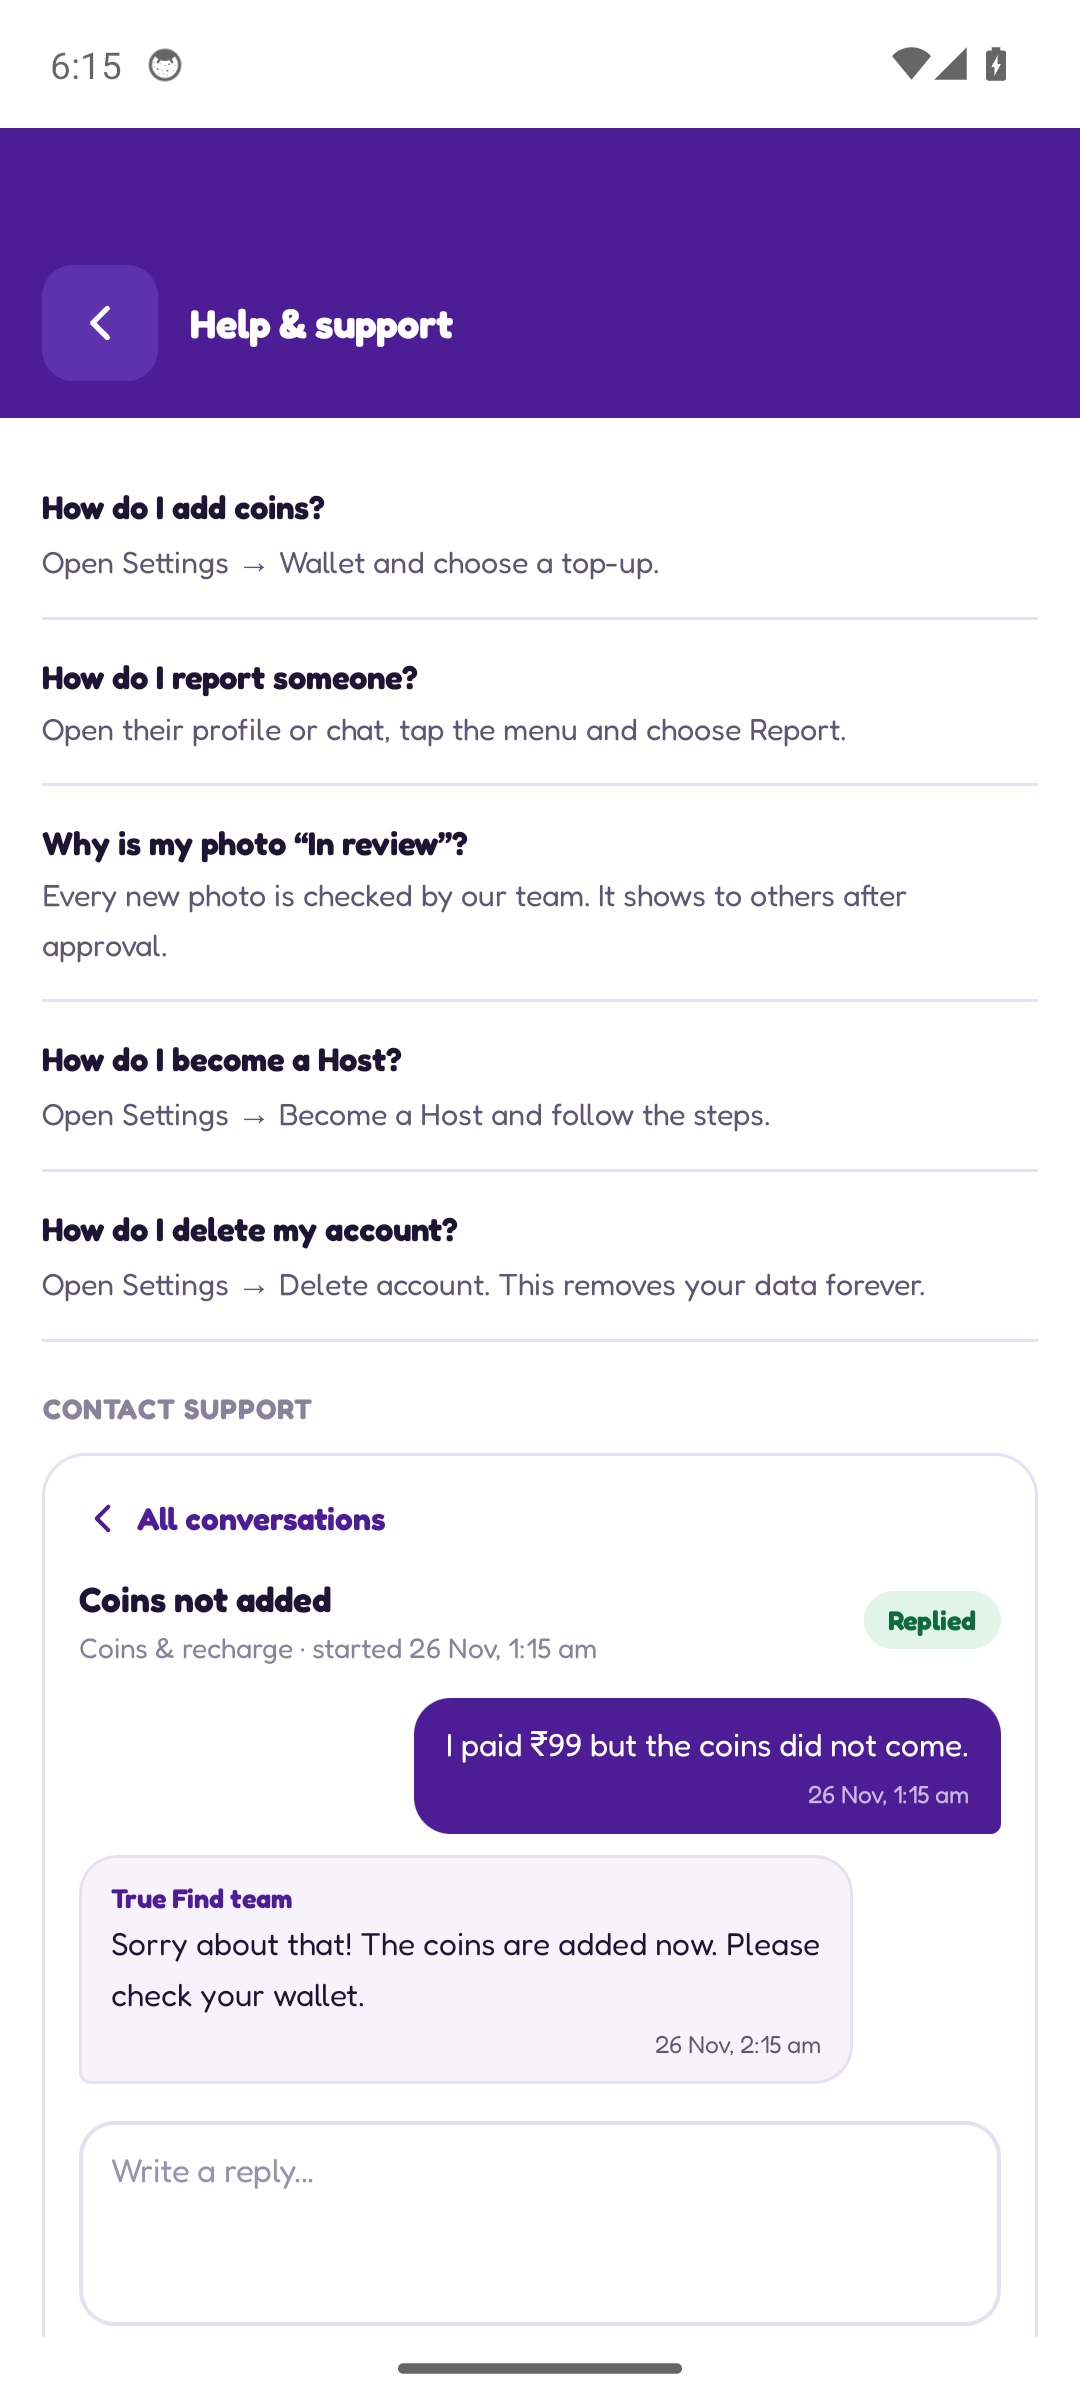 6:15
Help & support
How do I add coins?
Open Settings → Wallet and choose a top-up.
How do I report someone?
Open their profile or chat, tap the menu and choose Report.
Why is my photo “In review”?
Every new photo is checked by our team. It shows to others after
approval.
How do I become a Host?
Open Settings → Become a Host and follow the steps.
How do I delete my account?
Open Settings → Delete account. This removes your data forever.
CONTACT SUPPORT
All conversations
Coins not added
Replied
Coins & recharge · started 26 Nov, 1:15 am
I paid ₹99 but the coins did not come.
26 Nov, 1:15 am
True Find team
Sorry about that! The coins are added now. Please
check your wallet.
26 Nov, 2:15 am
Write a reply...